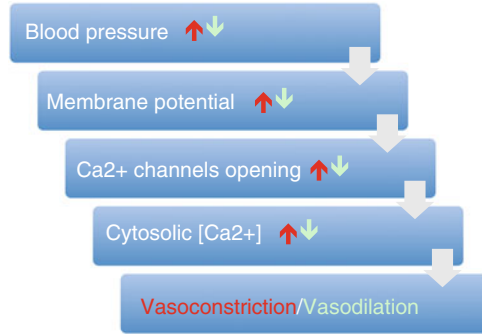 Blood pressure
Membrane potential
Ca2+ channels opening
Cytosolic [Ca2+]
Vasoconstriction/Vasodilation